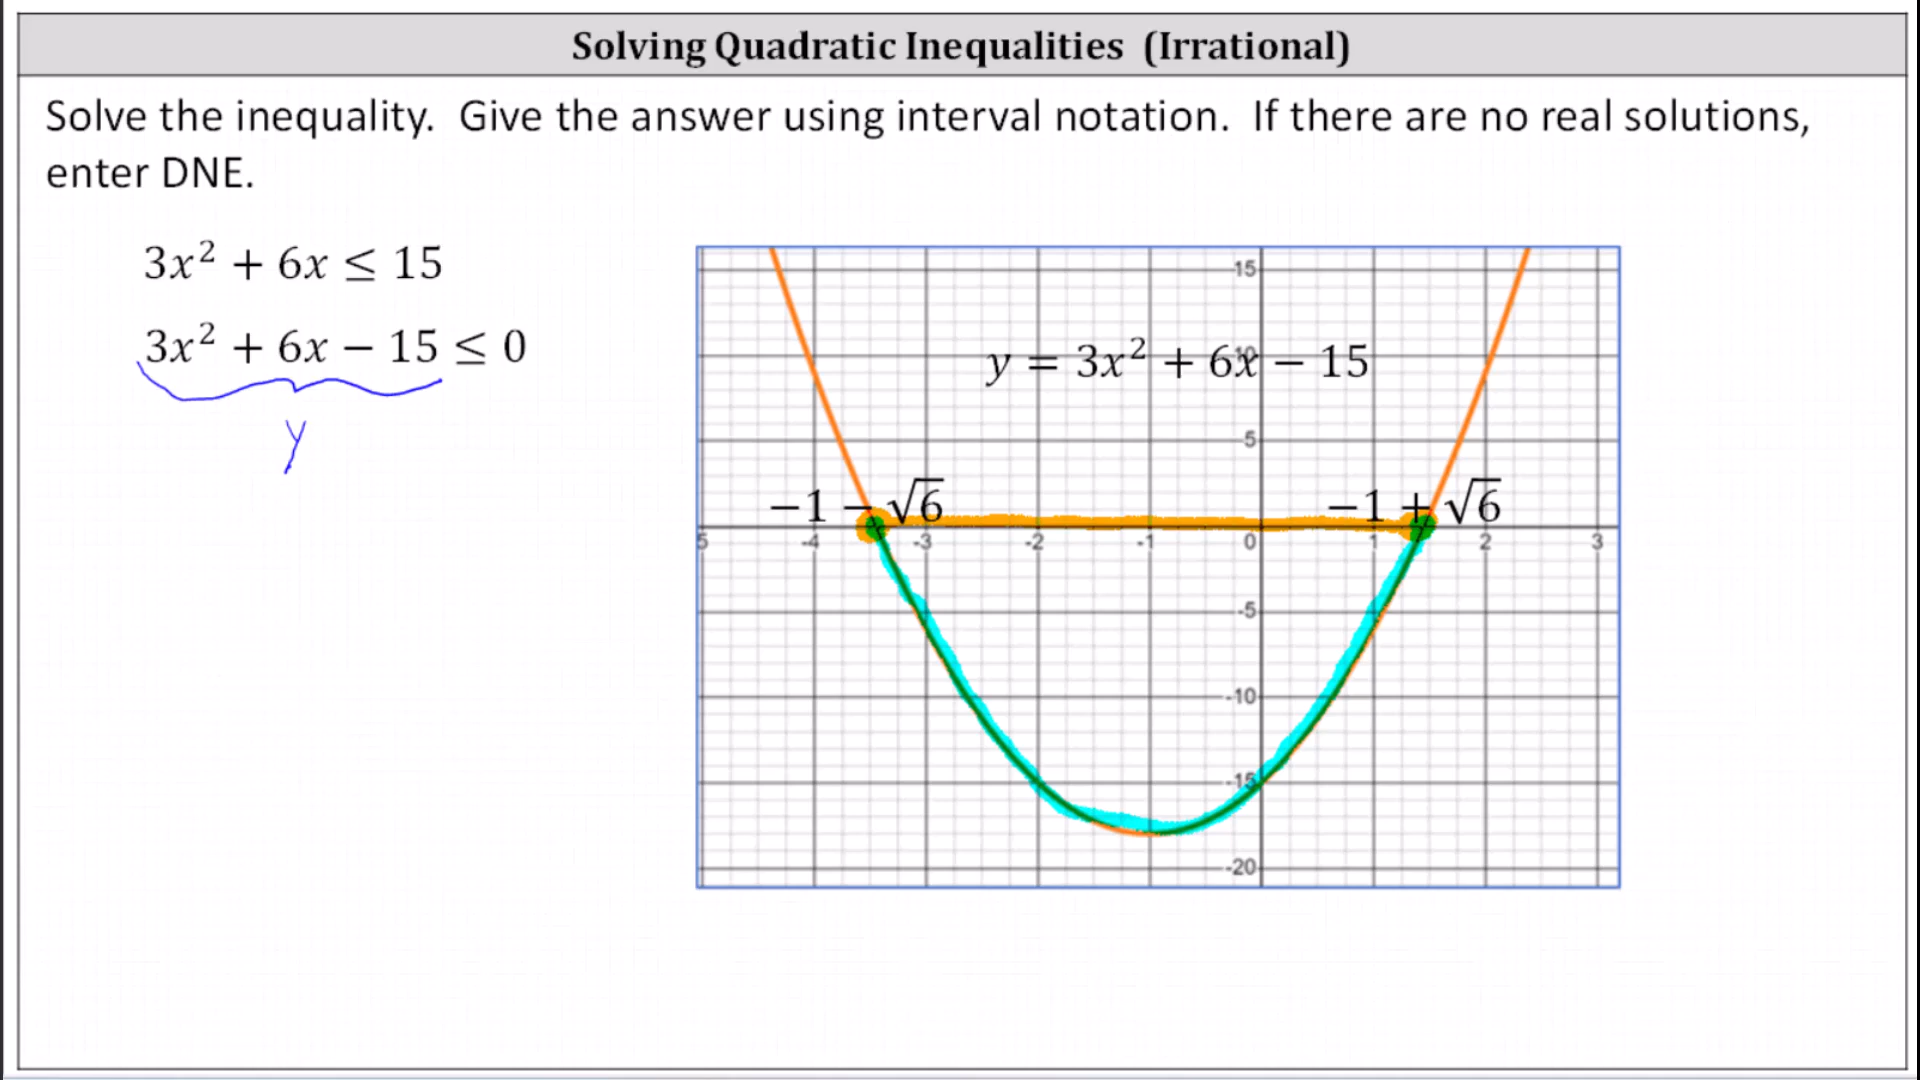 Solving Quadratic Inequalities (Irrational)
Solve the inequality. Give the answer using interval notation. If there are no real solutions,
enter DNE.
3x² + 6x ≤ 15
3x² + 6x − 15 ≤ 0
y
15
y = 3x² + 6x − 15
10
5
−1 − √6
−1 + √6
5 -4 -3 -2 -1 0 1 2 3
-5
-10
-15
-20